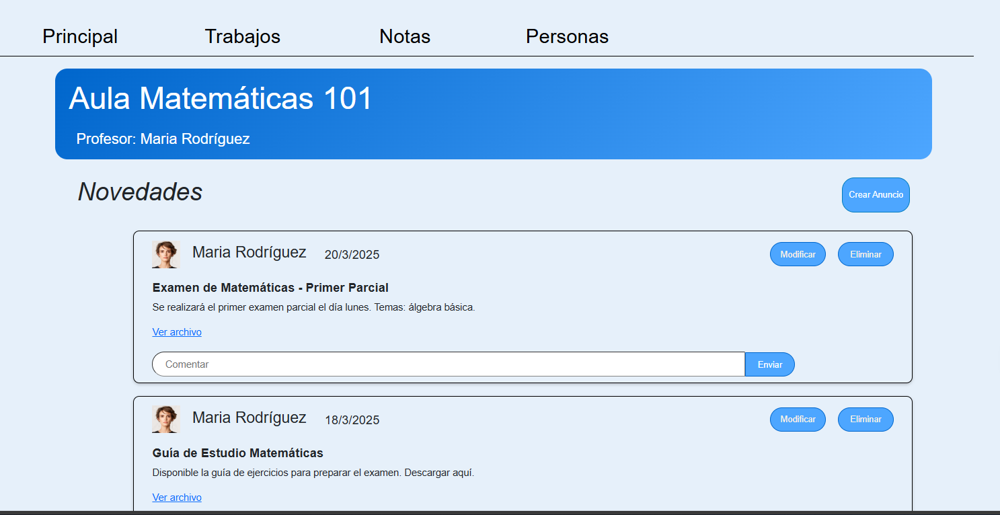 Principal Trabajos Notas Personas
Aula Matemáticas 101
Profesor: Maria Rodríguez
Novedades
Crear Anuncio
Maria Rodríguez 20/3/2025 Modificar Eliminar
Examen de Matemáticas - Primer Parcial
Se realizará el primer examen parcial el día lunes. Temas: álgebra básica.
Ver archivo
Comentar Enviar
Maria Rodríguez 18/3/2025 Modificar Eliminar
Guía de Estudio Matemáticas
Disponible la guía de ejercicios para preparar el examen. Descargar aquí.
Ver archivo